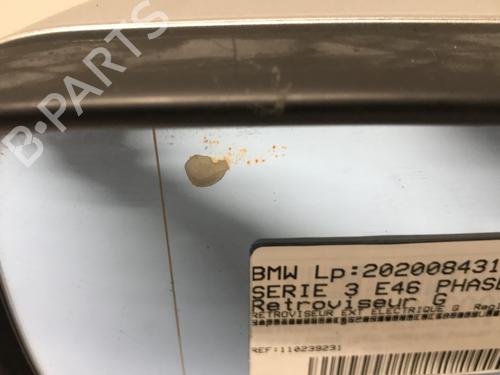 B-PARTS
BMW Lp:202008431
SERIE 3 E46 PHASE
Retroviseur G
RETROVISEUR EXT ELECTRIQUE G
REF:110239231